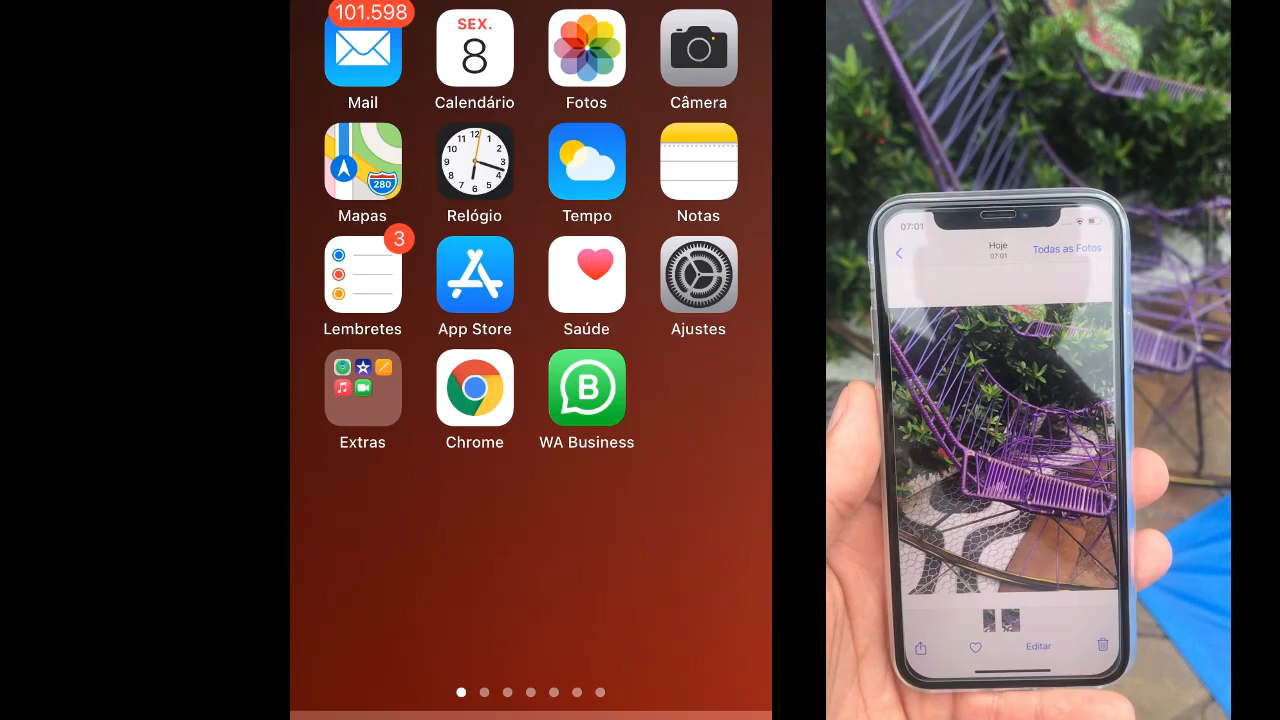 101.598
SEX.
8
Mail
Calendário
Fotos
Câmera
12
1
2
3
4
5
6
7
8
9
10
11
280
Mapas
Relógio
Tempo
Notas
3
Lembretes
App Store
Saúde
Ajustes
B
Extras
Chrome
WA Business
07:01
Hoje
07:01
Todas as Fotos
Editar